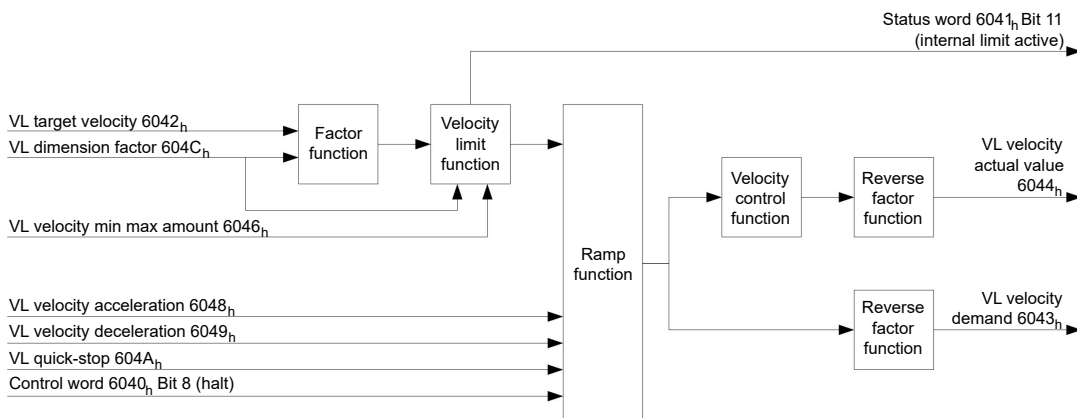 Status word 6041h Bit 11
(internal limit active)
VL target velocity 6042h
VL dimension factor 604Ch
Factor
function
Velocity
limit
function
VL velocity min max amount 6046h
Ramp
function
Velocity
control
function
Reverse
factor
function
VL velocity
actual value
6044h
VL velocity acceleration 6048h
VL velocity deceleration 6049h
VL quick-stop 604Ah
Control word 6040h Bit 8 (halt)
Reverse
factor
function
VL velocity
demand 6043h